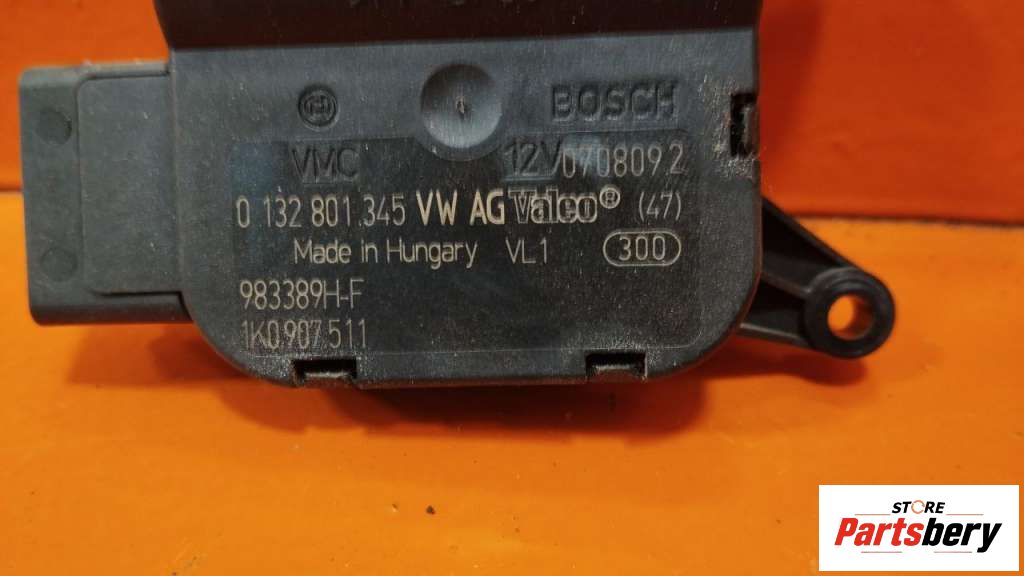 BOSCH
VMC 12V 0708092
0 132 801 345 VW AG Valeo® (47)
Made in Hungary VL1 300
983389H-F
1K0.907.511
STORE
Partsbery